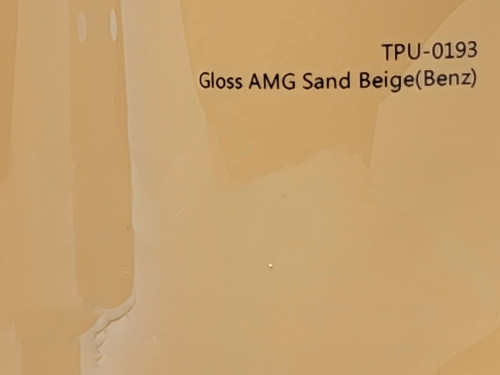 TPU-0193
Gloss AMG Sand Beige(Benz)